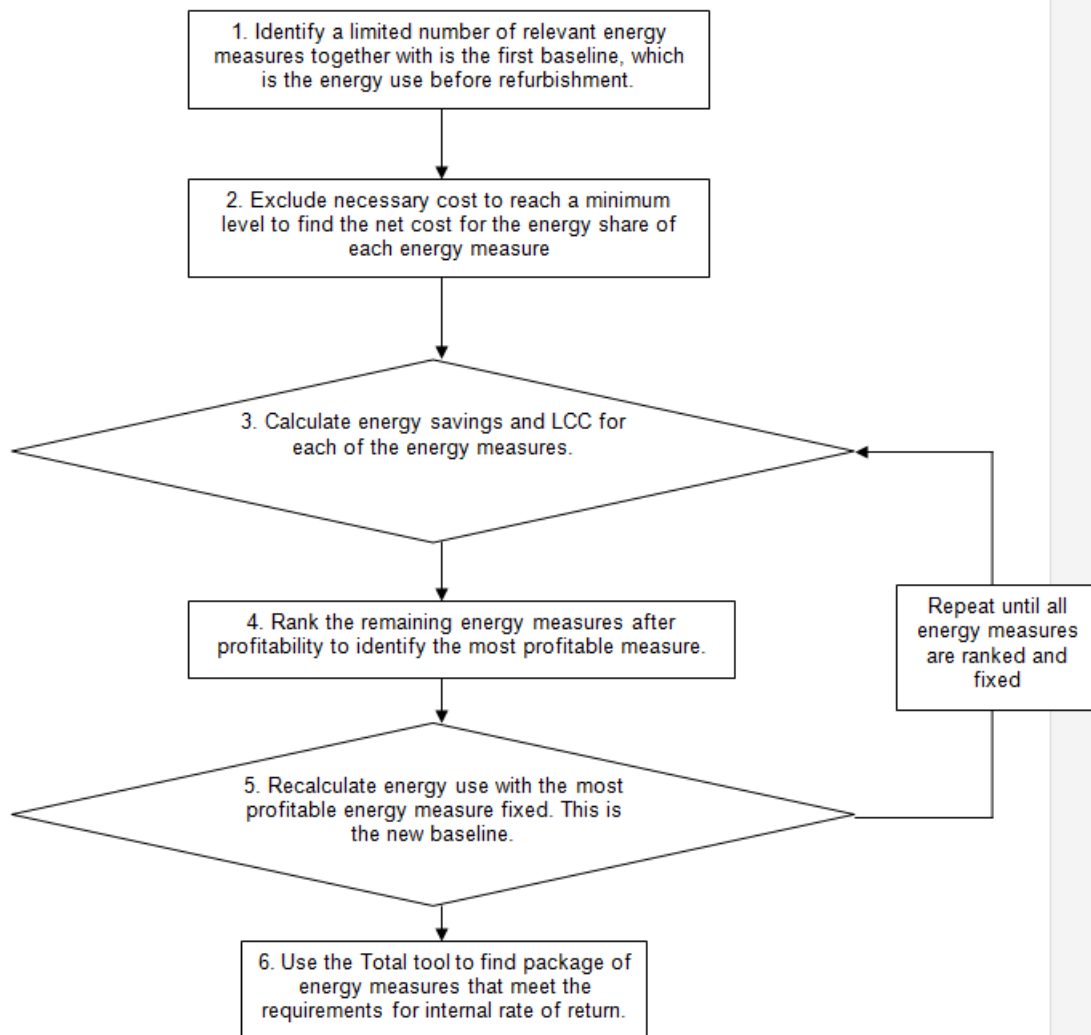 1. Identify a limited number of relevant energy
measures together with is the first baseline, which
is the energy use before refurbishment.
2. Exclude necessary cost to reach a minimum
level to find the net cost for the energy share of
each energy measure
3. Calculate energy savings and LCC for
each of the energy measures.
4. Rank the remaining energy measures after
profitability to identify the most profitable measure.
Repeat until all
energy measures
are ranked and
fixed
5. Recalculate energy use with the most
profitable energy measure fixed. This is
the new baseline.
6. Use the Total tool to find package of
energy measures that meet the
requirements for internal rate of return.